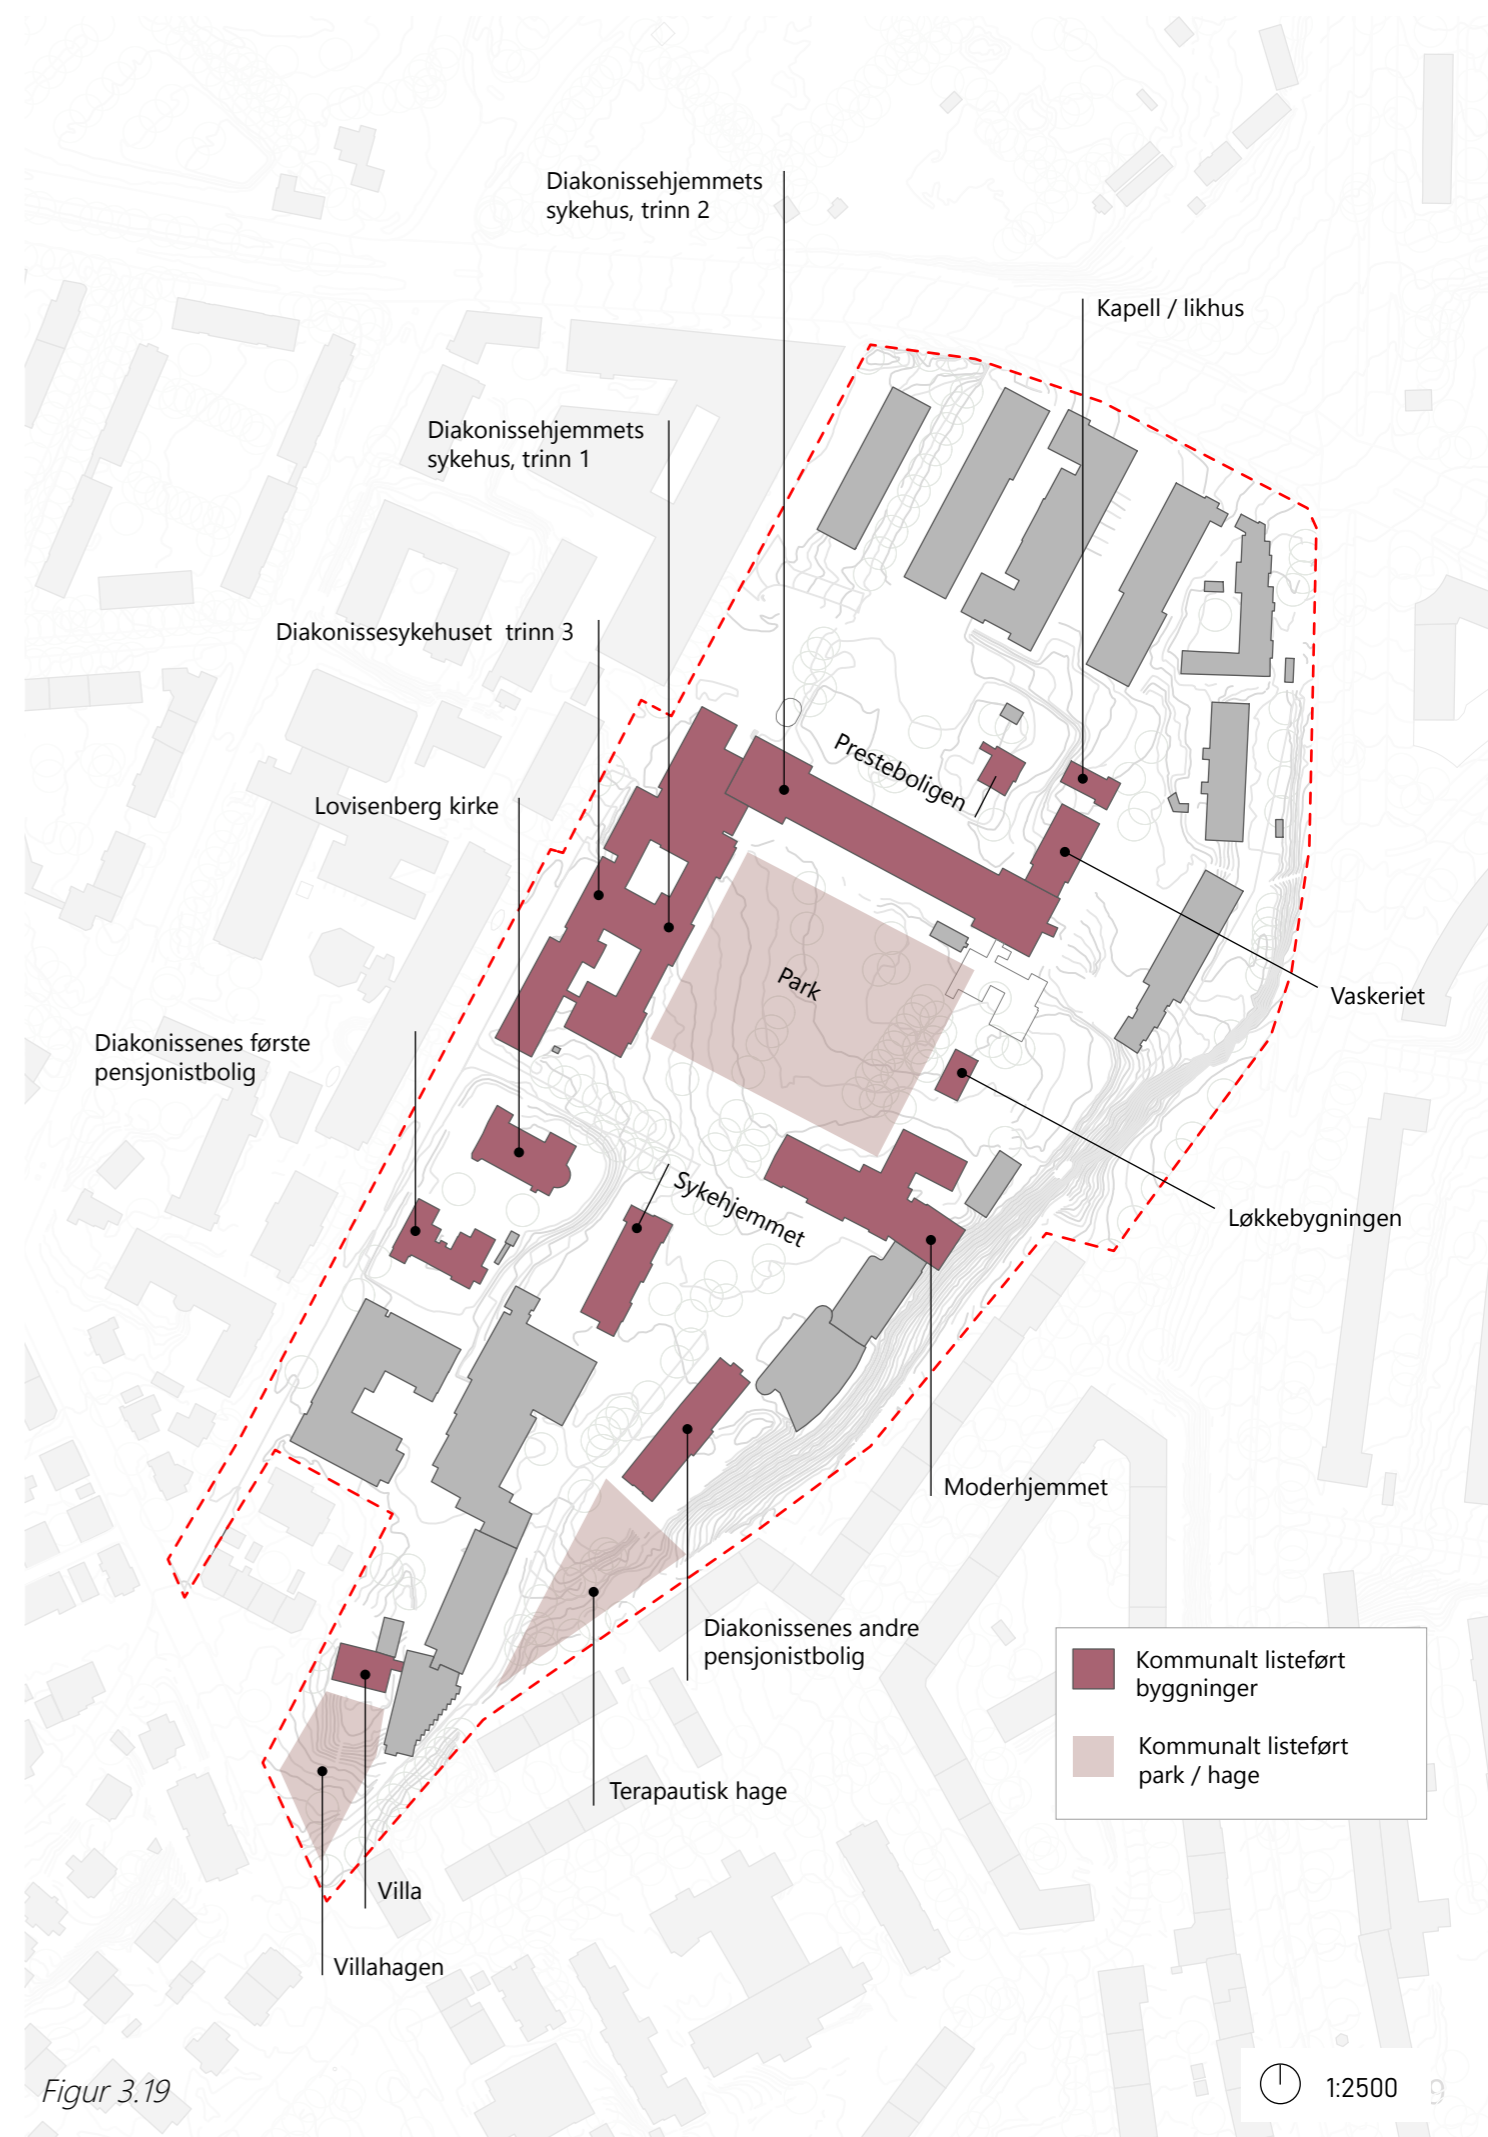 Diakonissehjemmets
sykehus, trinn 2
Kapell / likhus
Diakonissehjemmets
sykehus, trinn 1
Diakonissesykehuset trinn 3
Presteboligen
Lovisenberg kirke
Park
Vaskeriet
Diakonissenes første
pensjonistbolig
Sykehjemmet
Løkkebygningen
Moderhjemmet
Diakonissenes andre
pensjonistbolig
Kommunalt listeført
byggninger
Kommunalt listeført
park / hage
Terapautisk hage
Villa
Villahagen
Figur 3.19
1:2500
9